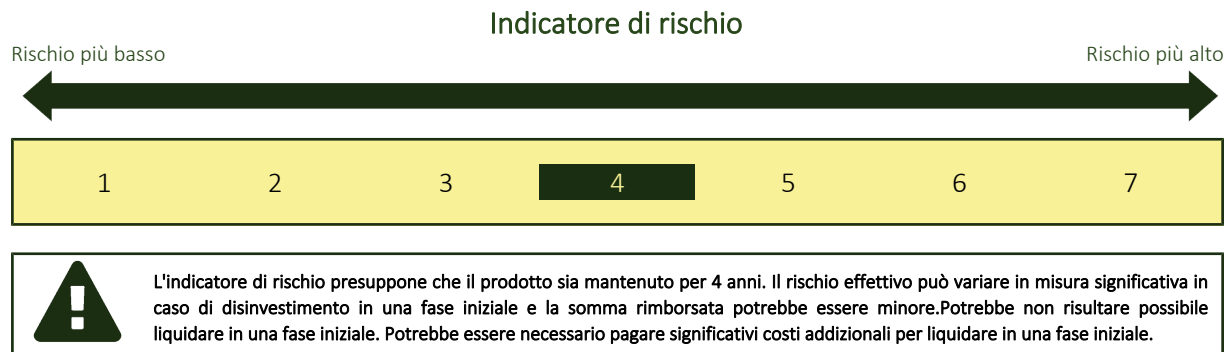 Indicatore di rischio
Rischio più basso Rischio più alto
1 2 3 4 5 6 7
L'indicatore di rischio presuppone che il prodotto sia mantenuto per 4 anni. Il rischio effettivo può variare in misura significativa in
caso di disinvestimento in una fase iniziale e la somma rimborsata potrebbe essere minore.Potrebbe non risultare possibile
liquidare in una fase iniziale. Potrebbe essere necessario pagare significativi costi addizionali per liquidare in una fase iniziale.